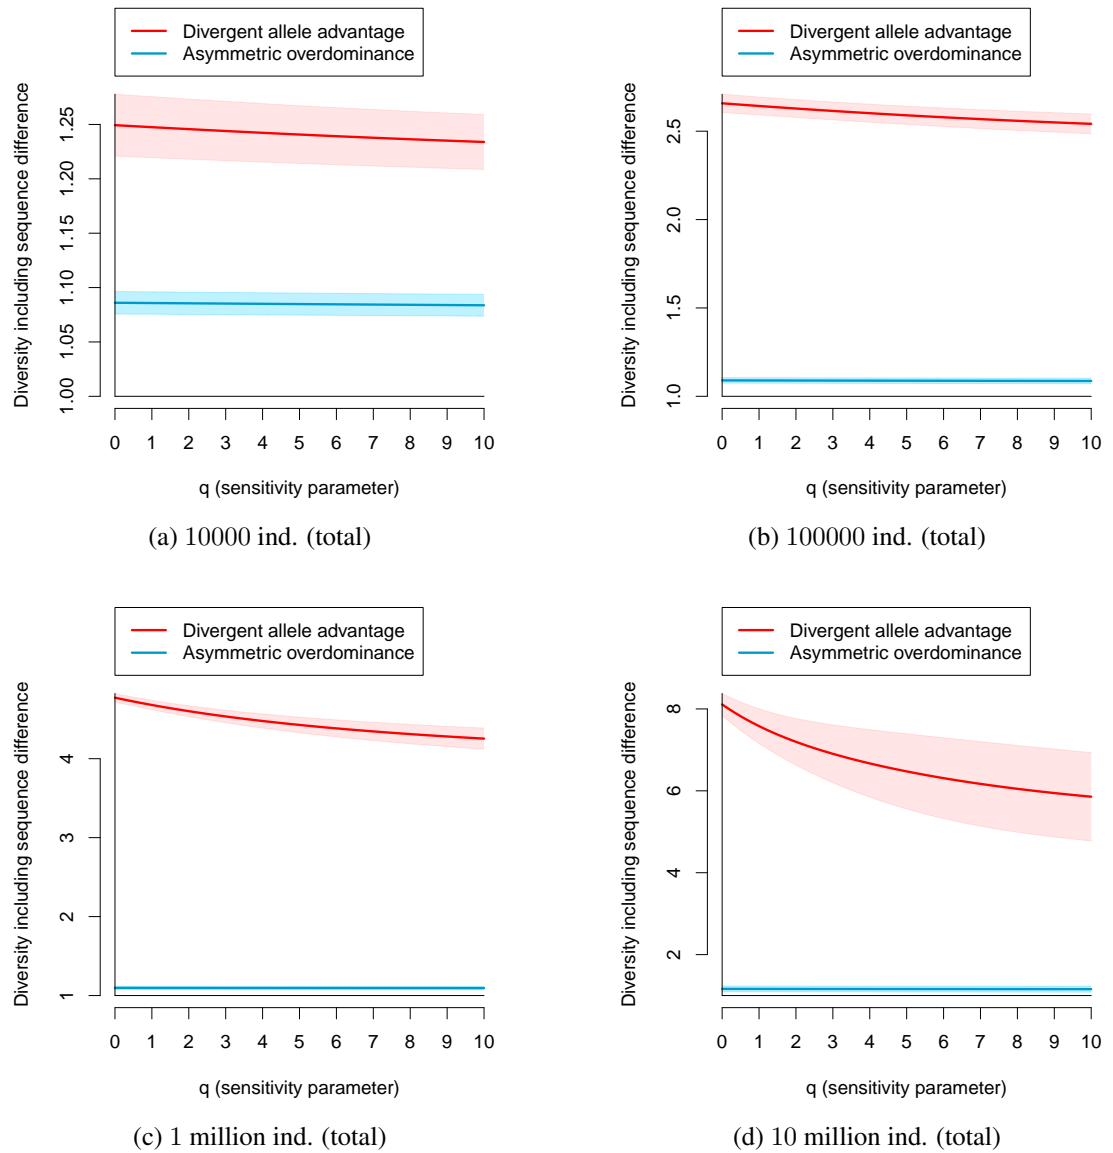 Divergent allele advantage
Asymmetric overdominance
Diversity including sequence difference
1.00 1.05 1.10 1.15 1.20 1.25
0 1 2 3 4 5 6 7 8 9 10
q (sensitivity parameter)
(a) 10000 ind. (total)
Divergent allele advantage
Asymmetric overdominance
Diversity including sequence difference
1.0 1.5 2.0 2.5
0 1 2 3 4 5 6 7 8 9 10
q (sensitivity parameter)
(b) 100000 ind. (total)
Divergent allele advantage
Asymmetric overdominance
Diversity including sequence difference
1 2 3 4
0 1 2 3 4 5 6 7 8 9 10
q (sensitivity parameter)
(c) 1 million ind. (total)
Divergent allele advantage
Asymmetric overdominance
Diversity including sequence difference
2 4 6 8
0 1 2 3 4 5 6 7 8 9 10
q (sensitivity parameter)
(d) 10 million ind. (total)